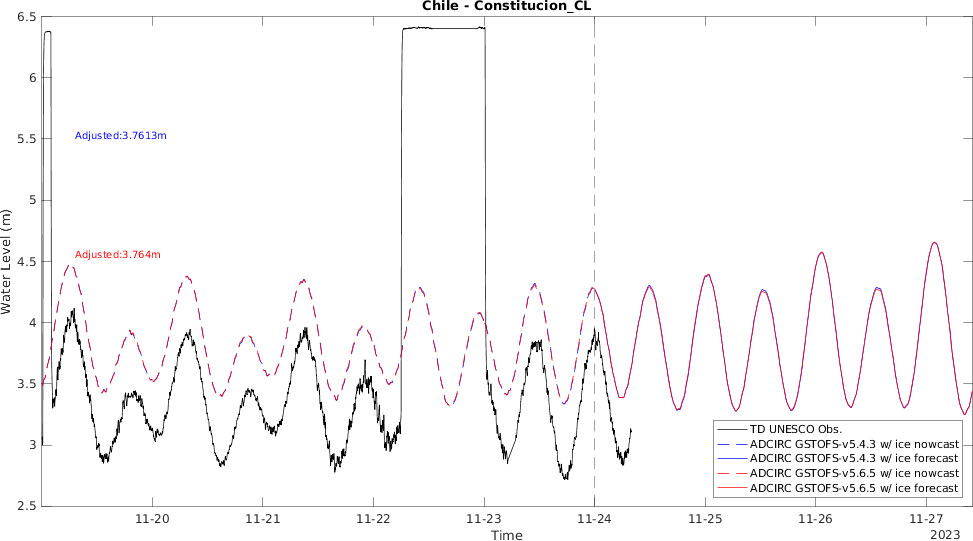 Chile - Constitucion_CL
6.5
6
5.5
5
4.5
4
3.5
3
2.5
Water Level (m)
Adjusted:3.7613m
Adjusted:3.764m
TD UNESCO Obs.
ADCIRC GSTOFS-v5.4.3 w/ ice nowcast
ADCIRC GSTOFS-v5.4.3 w/ ice forecast
ADCIRC GSTOFS-v5.6.5 w/ ice nowcast
ADCIRC GSTOFS-v5.6.5 w/ ice forecast
11-20 11-21 11-22 11-23 11-24 11-25 11-26 11-27
Time
2023